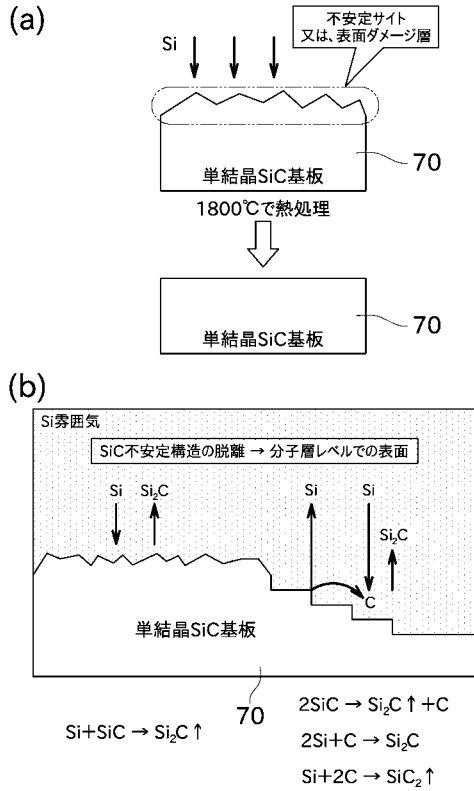 (a)
不安定サイト
又は、表面ダメージ層
Si
70
単結晶SiC基板
1800℃で熱処理
70
単結晶SiC基板
(b)
Si雰囲気
SiC不安定構造の脱離 → 分子層レベルでの表面
Si Si₂C Si Si
Si₂C
C
単結晶SiC基板
70
Si+SiC → Si₂C↑
2SiC → Si₂C↑+C
2Si+C → Si₂C
Si+2C → SiC₂↑